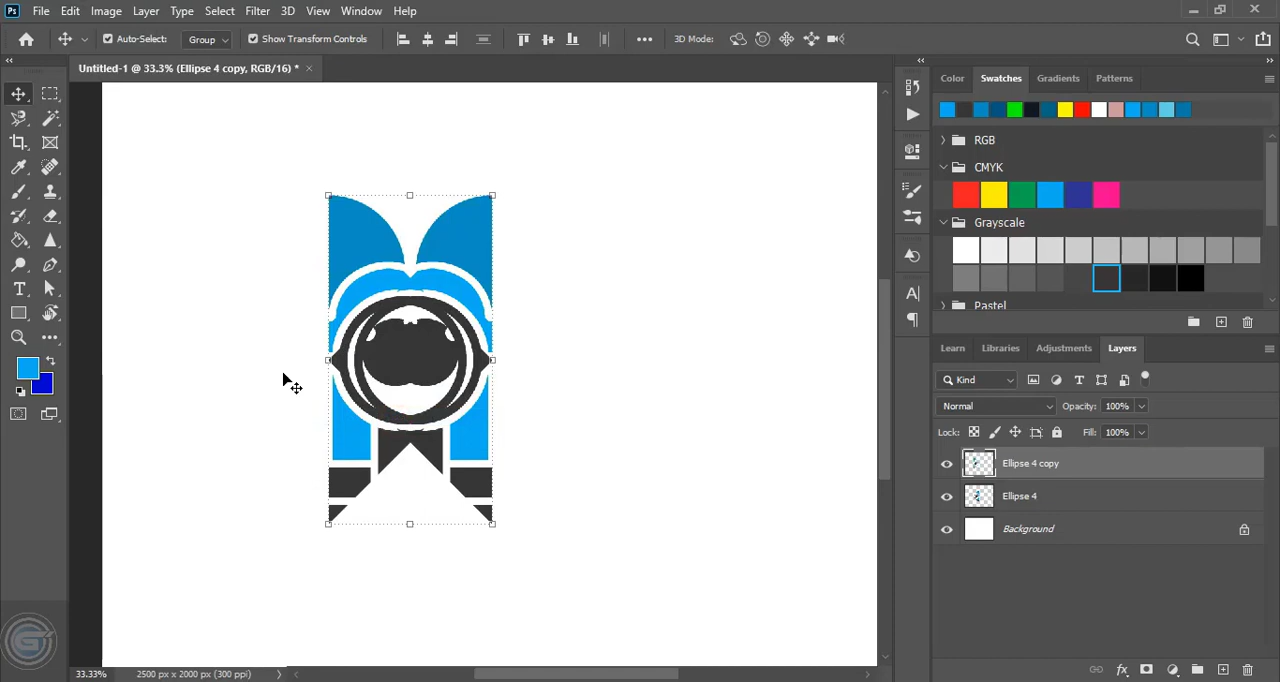 Ps File Edit Image Layer Type Select Filter 3D View Window Help
Auto-Select: Group Show Transform Controls 3D Mode:
Untitled-1 @ 33.3% (Ellipse 4 copy, RGB/16) * ×
Color Swatches Gradients Patterns
RGB
CMYK
Grayscale
Pastel
Learn Libraries Adjustments Layers
Kind
Normal Opacity: 100%
Lock: Fill: 100%
Ellipse 4 copy
Ellipse 4
Background
33.33% 2500 px x 2000 px (300 ppi)